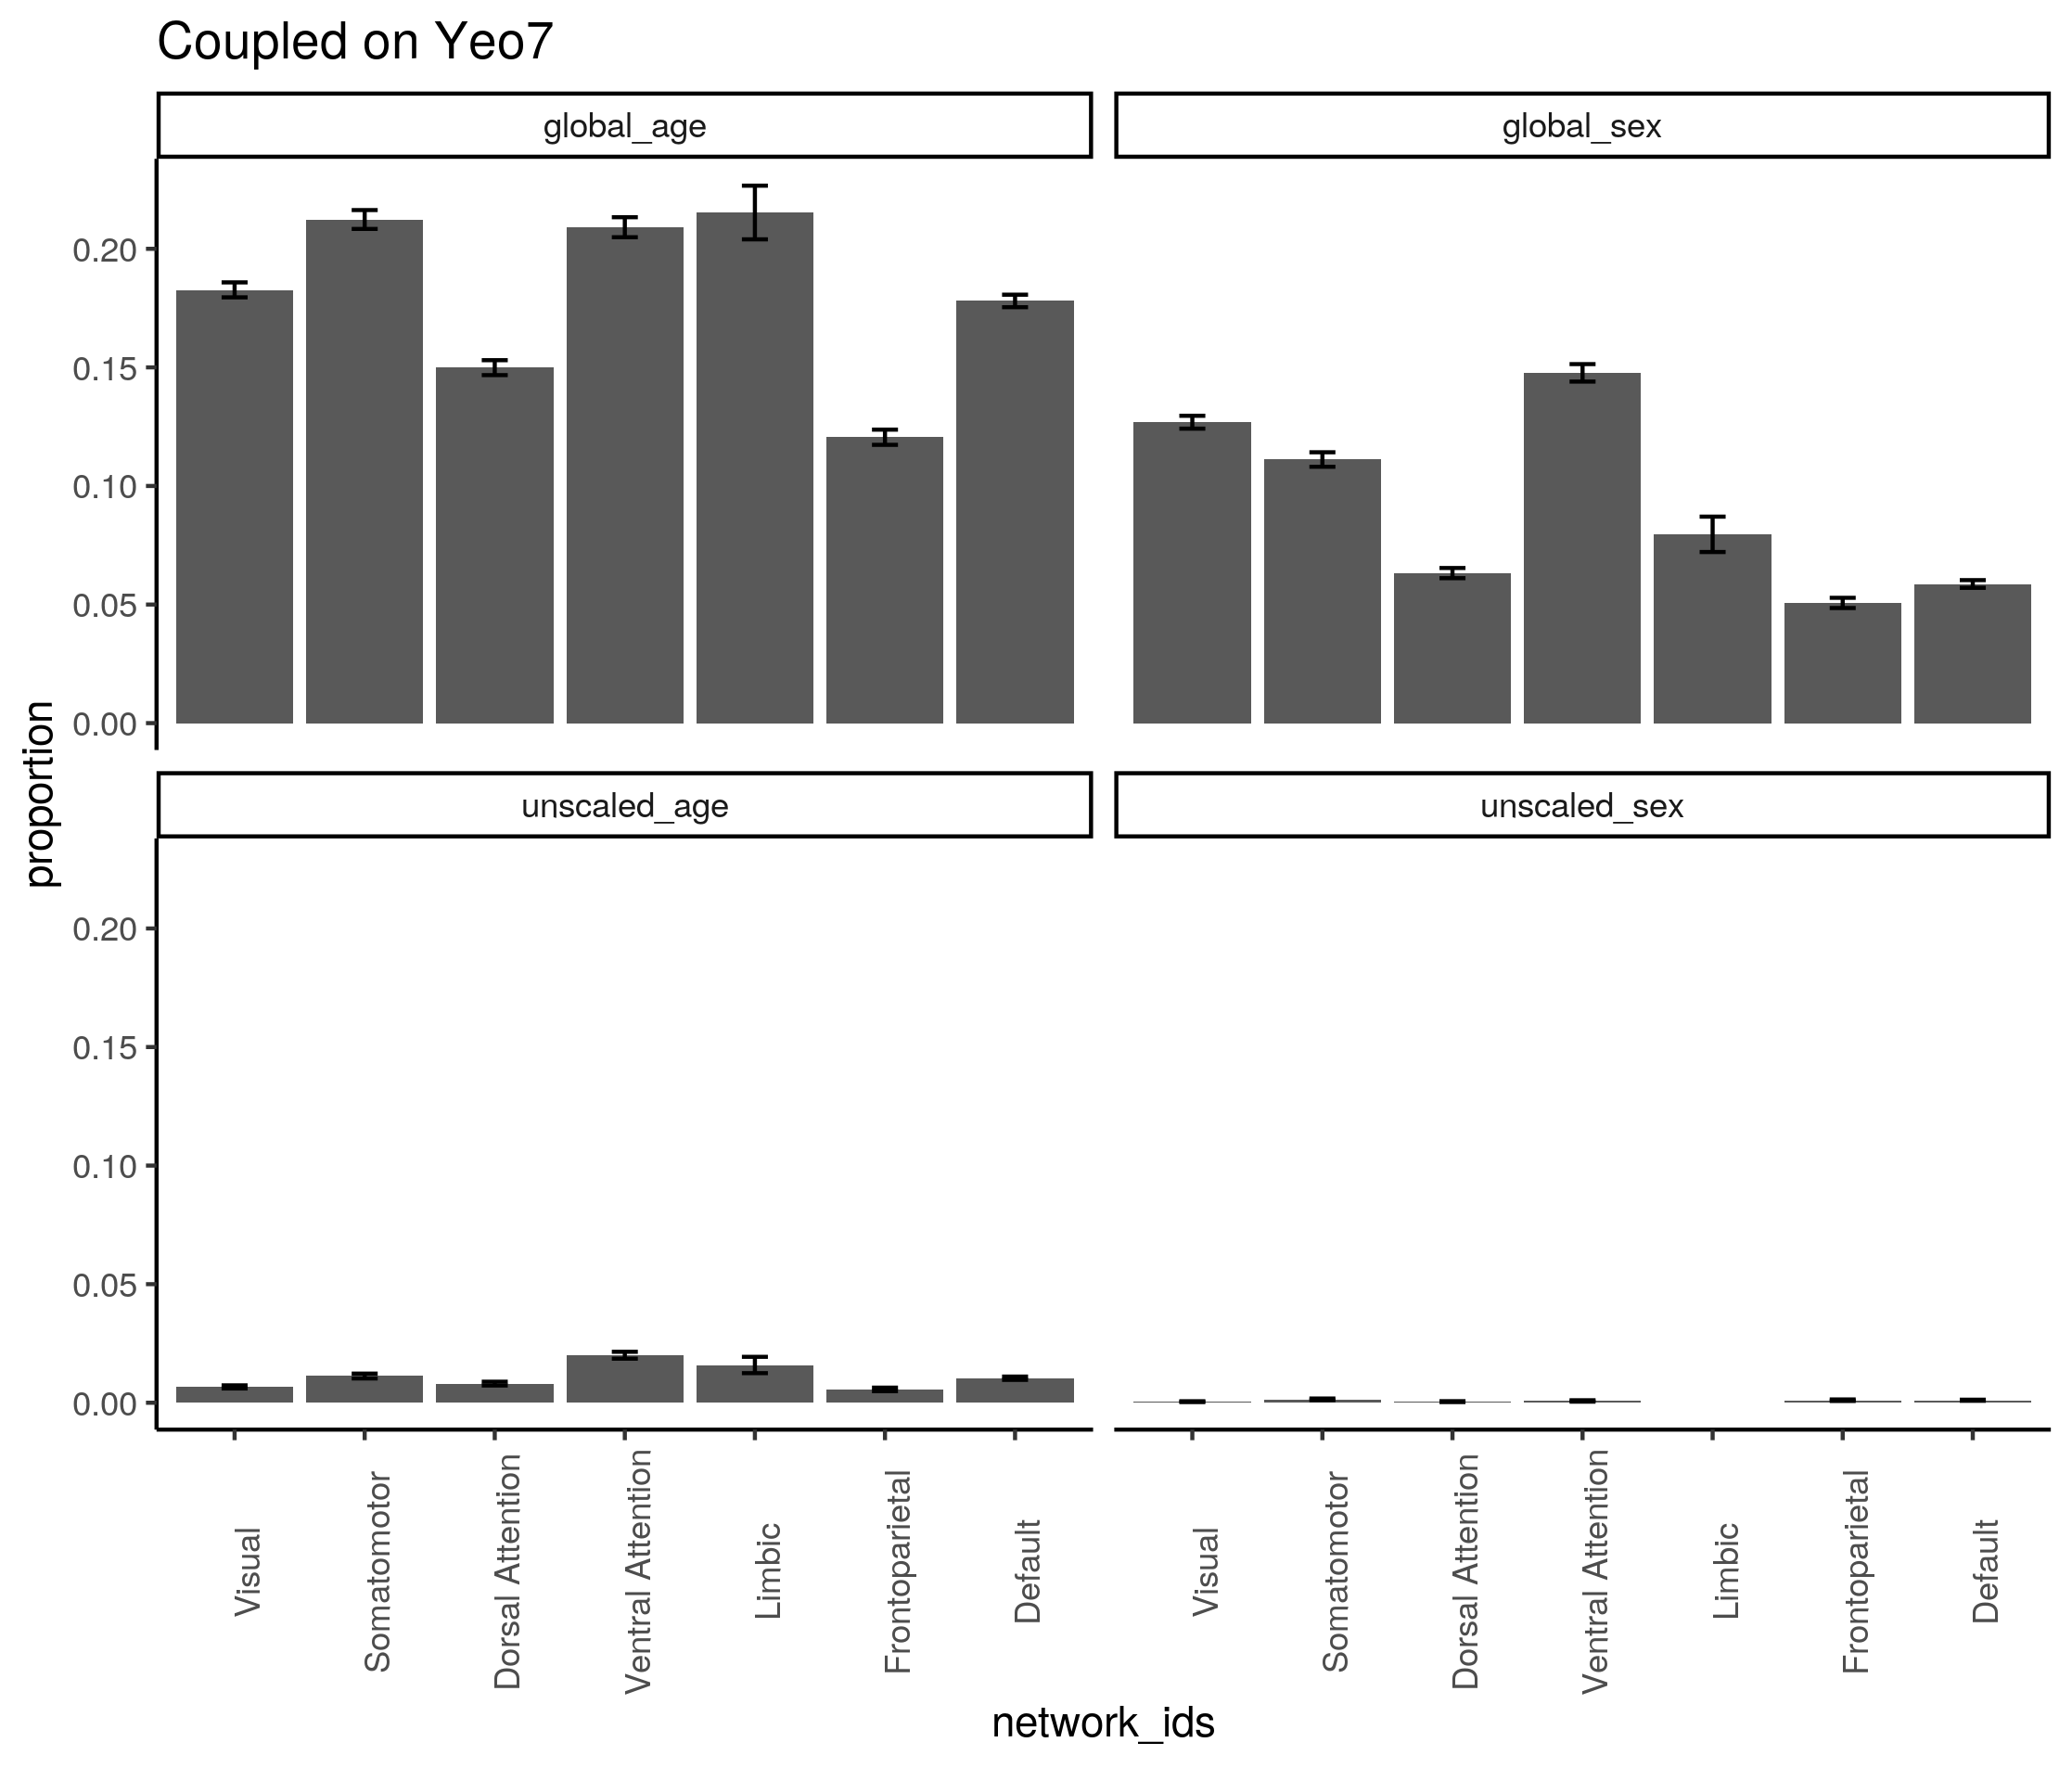 Coupled on Yeo7
global_age
global_sex
0.20
0.15
0.10
0.05
0.00
proportion
unscaled_age
unscaled_sex
0.20
0.15
0.10
0.05
0.00
Visual
Somatomotor
Dorsal Attention
Ventral Attention
Limbic
Frontoparietal
Default
Visual
Somatomotor
Dorsal Attention
Ventral Attention
Limbic
Frontoparietal
Default
network_ids